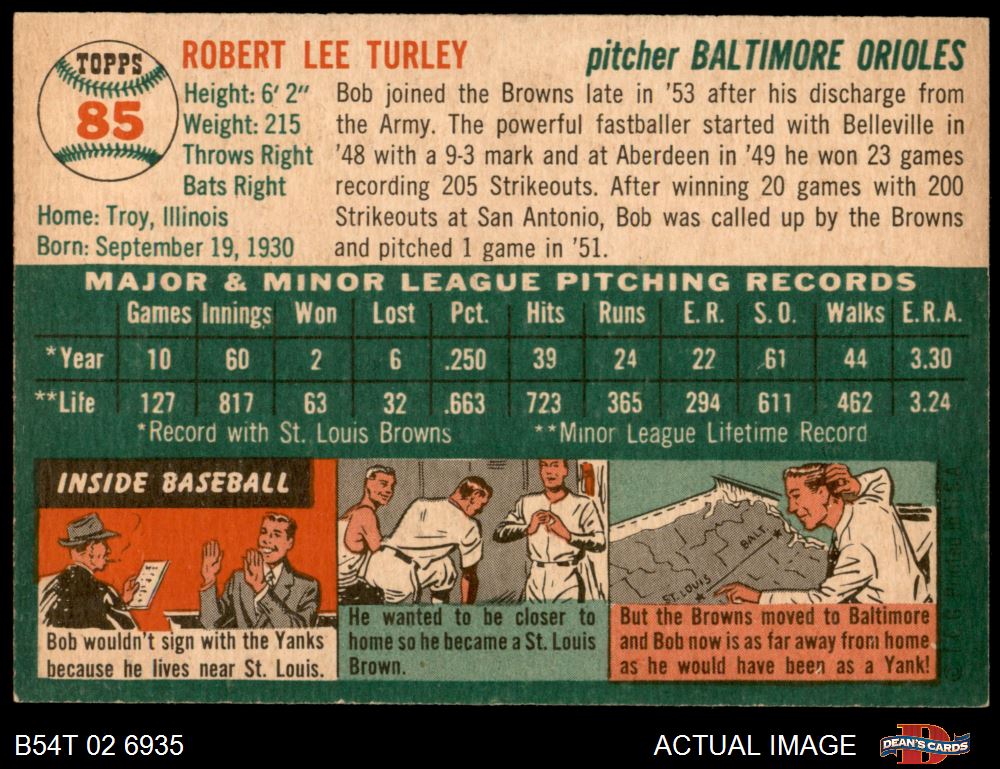 TOPPS
85
ROBERT LEE TURLEY
pitcher BALTIMORE ORIOLES
Height: 6' 2"
Weight: 215
Throws Right
Bats Right
Home: Troy, Illinois
Born: September 19, 1930
Bob joined the Browns late in '53 after his discharge from
the Army. The powerful fastballer started with Belleville in
'48 with a 9-3 mark and at Aberdeen in '49 he won 23 games
recording 205 Strikeouts. After winning 20 games with 200
Strikeouts at San Antonio, Bob was called up by the Browns
and pitched 1 game in '51.
MAJOR & MINOR LEAGUE PITCHING RECORDS
Games Innings Won Lost Pct. Hits Runs E. R. S. O. Walks E.R.A.
*Year 10 60 2 6 .250 39 24 22 61 44 3.30
**Life 127 817 63 32 .663 723 365 294 611 462 3.24
*Record with St. Louis Browns **Minor League Lifetime Record
INSIDE BASEBALL
Bob wouldn't sign with the Yanks
because he lives near St. Louis.
He wanted to be closer to
home so he became a St. Louis
Brown.
BALT.
ST. LOUIS
But the Browns moved to Baltimore
and Bob now is as far away from home
as he would have been as a Yank!
B54T 02 6935
ACTUAL IMAGE
DEAN'S CARDS